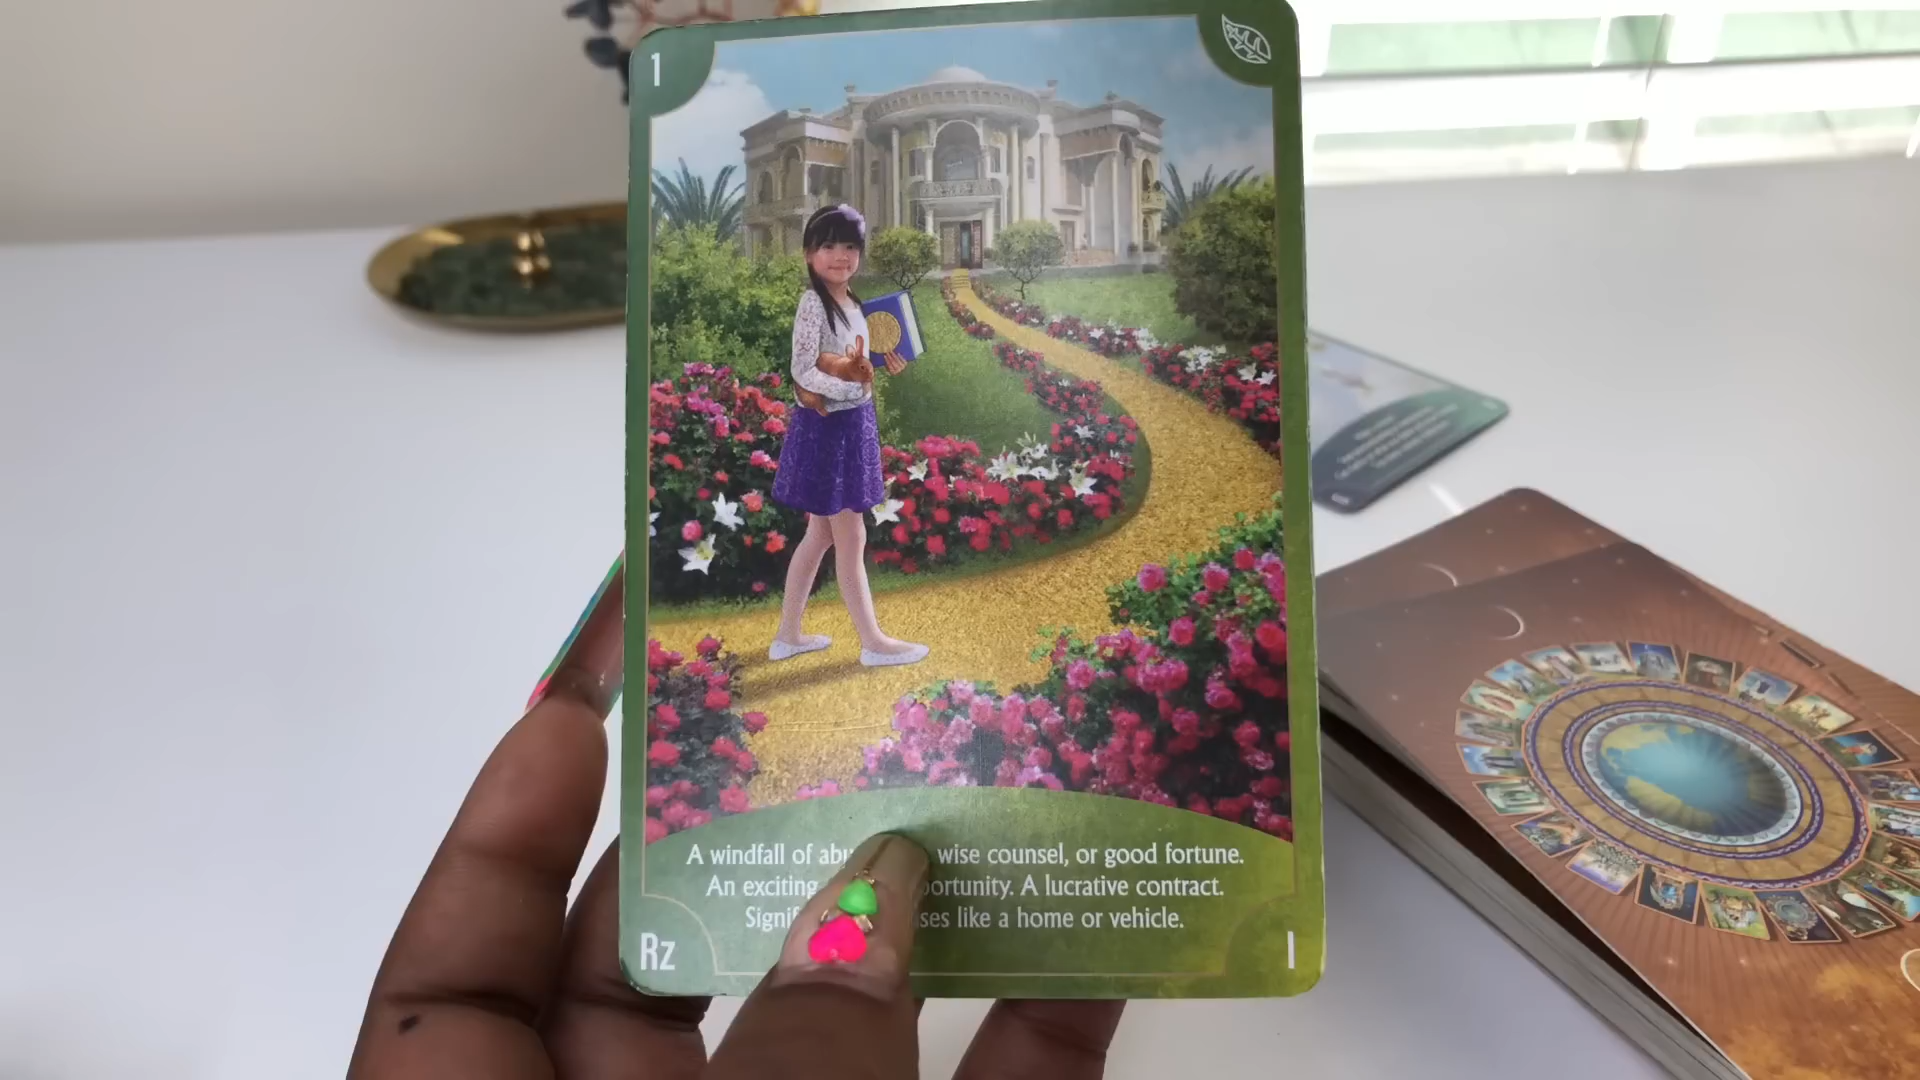 1
A windfall of abu wise counsel, or good fortune.
An exciting portunity. A lucrative contract.
Signif ses like a home or vehicle.
Rz
1